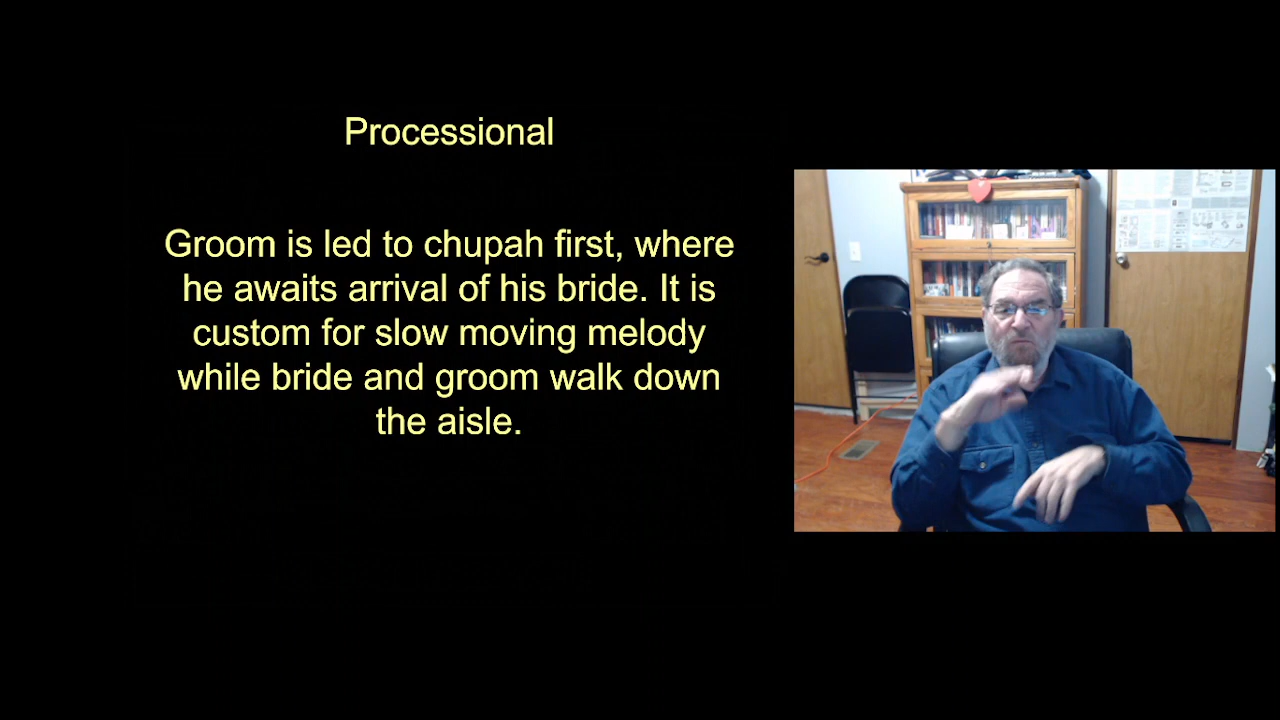 Processional
Groom is led to chupah first, where
he awaits arrival of his bride. It is
custom for slow moving melody
while bride and groom walk down
the aisle.